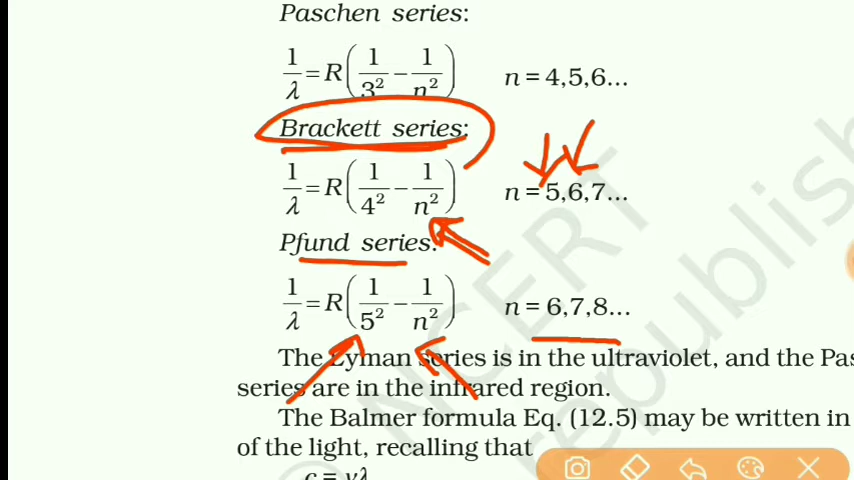 Paschen series:
1/λ = R(1/3² − 1/n²) n = 4,5,6...
Brackett series:
1/λ = R(1/4² − 1/n²) n = 5,6,7...
Pfund series:
1/λ = R(1/5² − 1/n²) n = 6,7,8...
The Lyman series is in the ultraviolet, and the Pas
series are in the infrared region.
The Balmer formula Eq. (12.5) may be written in
of the light, recalling that
c = νλ
© NCERT
republish